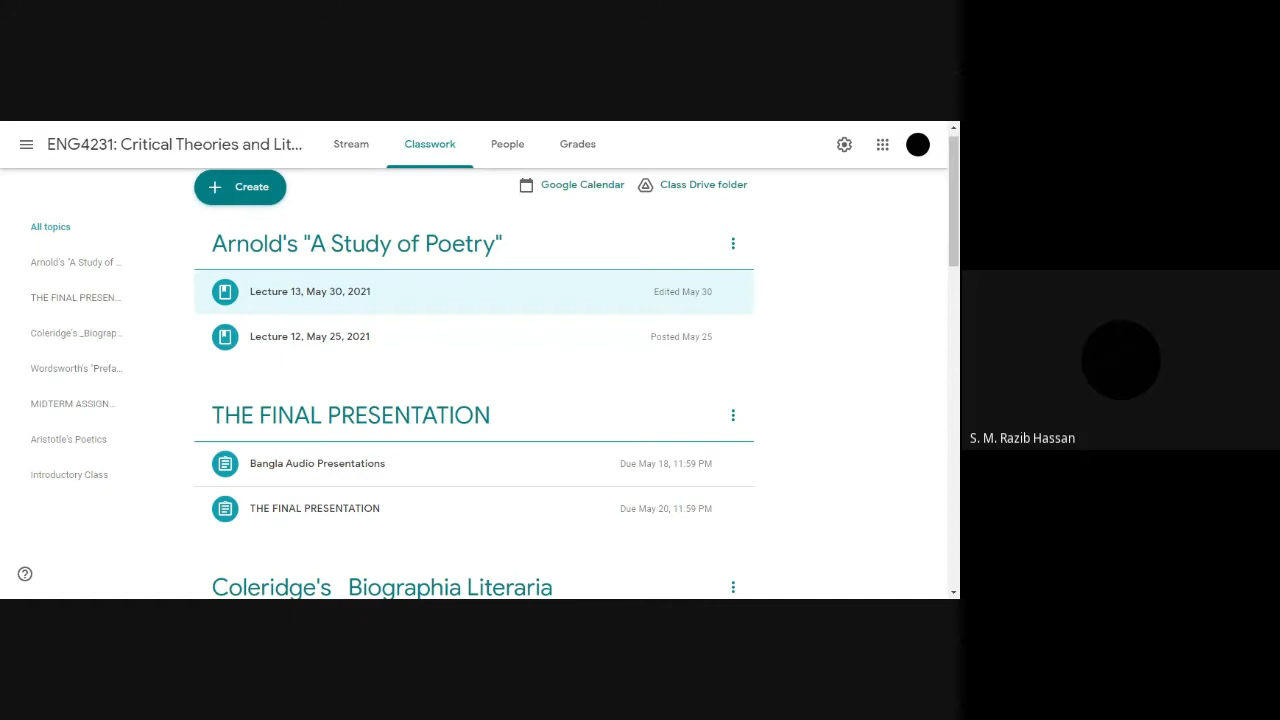 ENG4231: Critical Theories and Lit...
Stream
Classwork
People
Grades
Create
Google Calendar
Class Drive folder
All topics
Arnold's "A Study of ...
THE FINAL PRESEN...
Coleridge's _Biograp...
Wordsworth's "Prefa...
MIDTERM ASSIGN...
Aristotle's Poetics
Introductory Class
Arnold's "A Study of Poetry"
Lecture 13, May 30, 2021 Edited May 30
Lecture 12, May 25, 2021 Posted May 25
THE FINAL PRESENTATION
Bangla Audio Presentations Due May 18, 11:59 PM
THE FINAL PRESENTATION Due May 20, 11:59 PM
Coleridge's Biographia Literaria
S. M. Razib Hassan